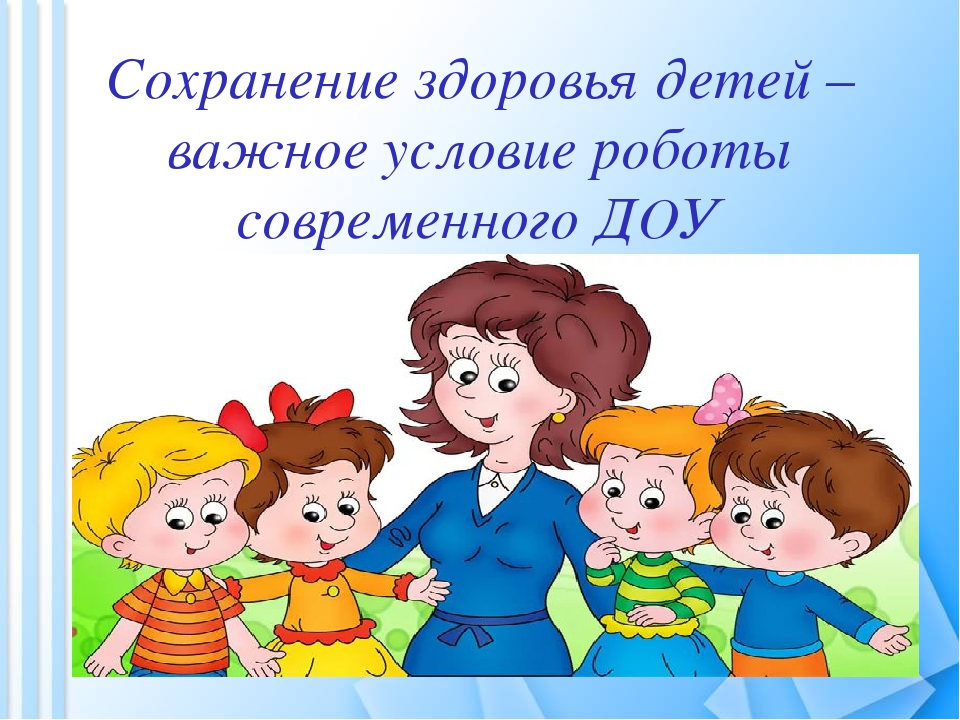 Сохранение здоровья детей –
важное условие роботы
современного ДОУ